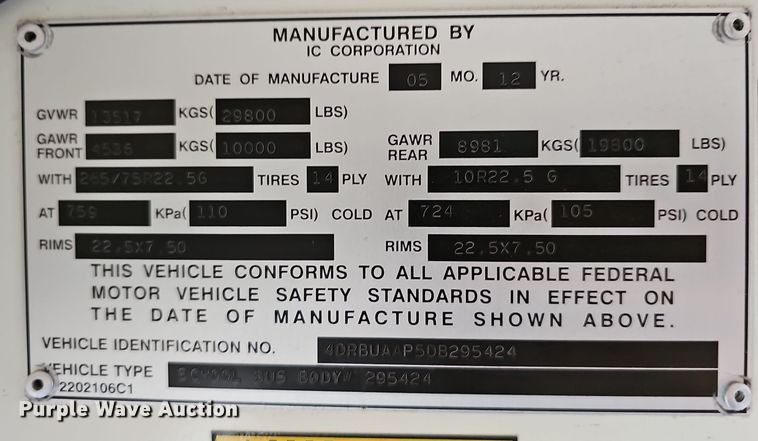 MANUFACTURED BY
IC CORPORATION
DATE OF MANUFACTURE 05 MO. 12 YR.
GVWR 13517 KGS( 29800 LBS)
GAWR FRONT 4536 KGS( 10000 LBS) GAWR REAR 8981 KGS( 19800 LBS)
WITH 265/75R22.5G TIRES 14 PLY WITH 10R22.5 G TIRES 14 PLY
AT 759 KPa( 110 PSI) COLD AT 724 KPa( 105 PSI) COLD
RIMS 22.5X7.50 RIMS 22.5X7.50
THIS VEHICLE CONFORMS TO ALL APPLICABLE FEDERAL
MOTOR VEHICLE SAFETY STANDARDS IN EFFECT ON
THE DATE OF MANUFACTURE SHOWN ABOVE.
VEHICLE IDENTIFICATION NO. 4DRBUAAP5DB295424
VEHICLE TYPE SCHOOL BUS BODY# 295424
2202106C1
Purple Wave Auction